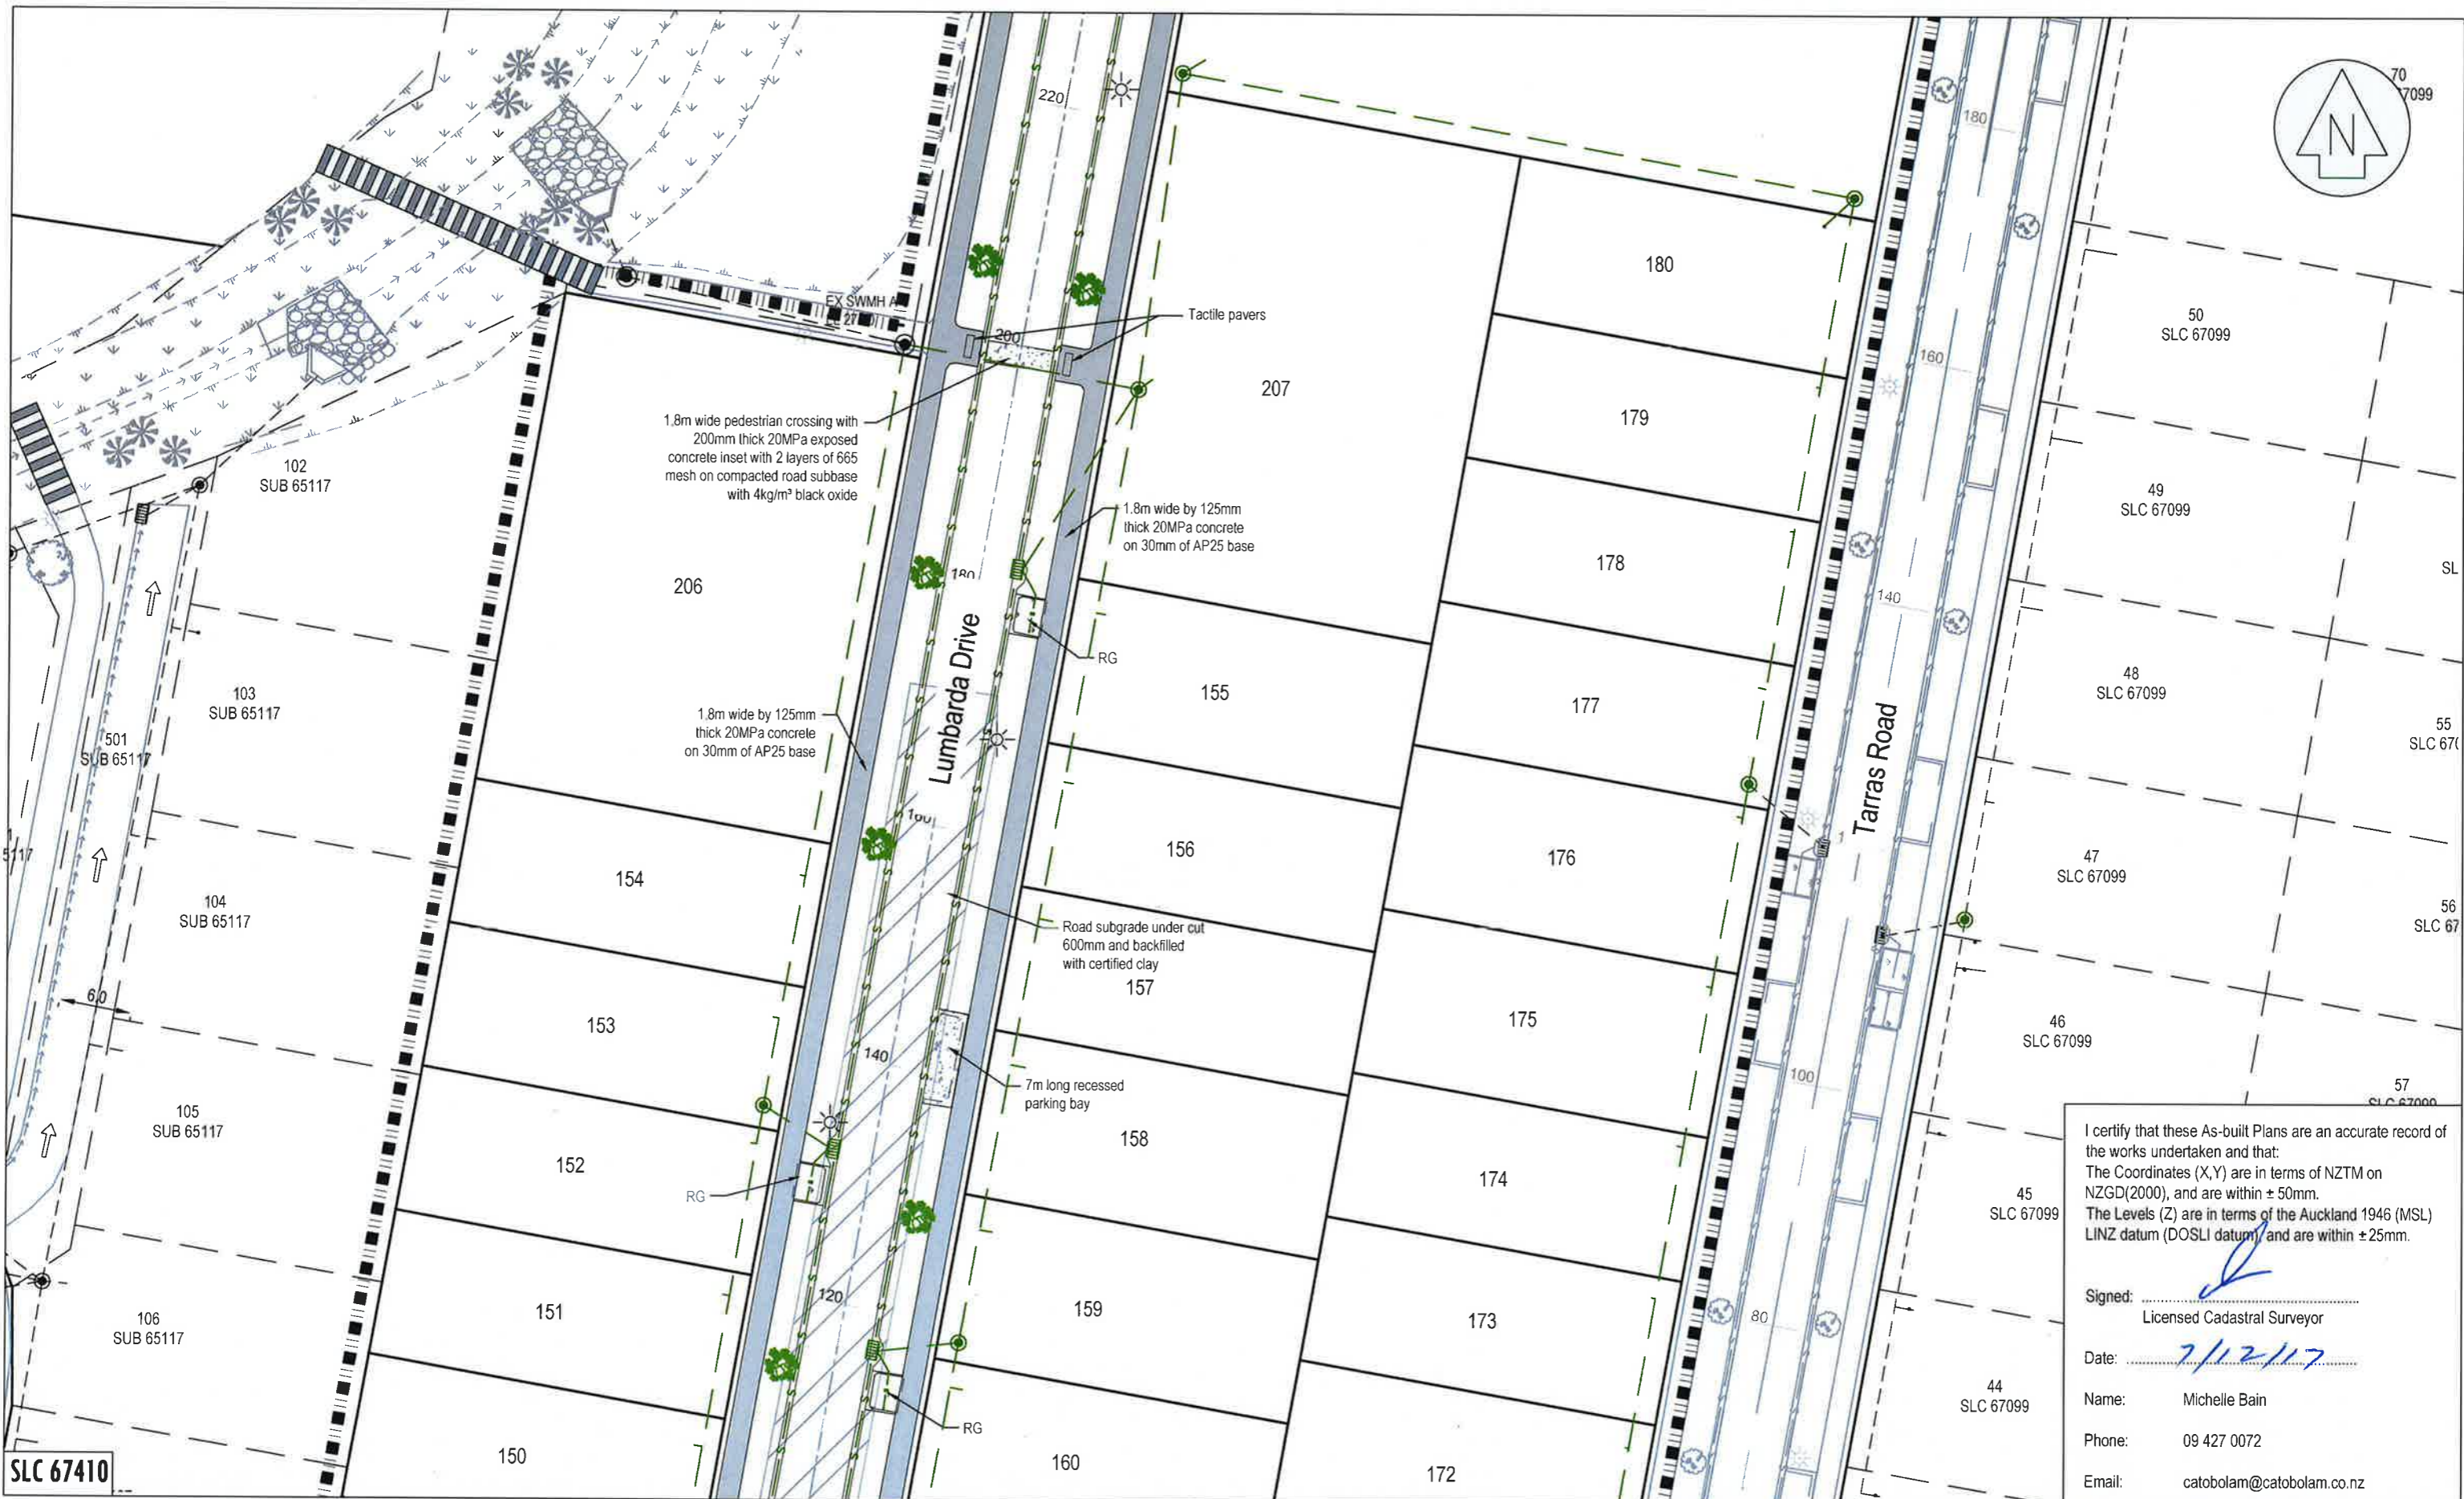 70
220
180
180
EX SWMH A
200
Tactile pavers
50
SLC 67099
160
207
179
1.8m wide pedestrian crossing with
200mm thick 20MPa exposed
concrete inset with 2 layers of 665
mesh on compacted road subbase
with 4kg/m³ black oxide
102
SUB 65117
49
SLC 67099
1.8m wide by 125mm
thick 20MPa concrete
on 30mm of AP25 base
178
206
180
140
Lumbarda Drive
RG
48
SLC 67099
103
SUB 65117
155
177
1.8m wide by 125mm
thick 20MPa concrete
on 30mm of AP25 base
501
SUB 65117
55
Tarras Road
160
154
156
176
47
SLC 67099
104
SUB 65117
56
Road subgrade under cut
600mm and backfilled
with certified clay
157
6.0
153
175
46
SLC 67099
140
100
7m long recessed
parking bay
57
SLC 67099
105
SUB 65117
158
152
174
RG
45
SLC 67099
120
151
159
173
80
106
SUB 65117
44
SLC 67099
RG
150
160
172
SLC 67410
I certify that these As-built Plans are an accurate record of
the works undertaken and that:
The Coordinates (X,Y) are in terms of NZTM on
NZGD(2000), and are within ± 50mm.
The Levels (Z) are in terms of the Auckland 1946 (MSL)
LINZ datum (DOSLI datum) and are within ±25mm.
Signed:
Licensed Cadastral Surveyor
Date: 7/12/17
Name: Michelle Bain
Phone: 09 427 0072
Email: catobolam@catobolam.co.nz
N